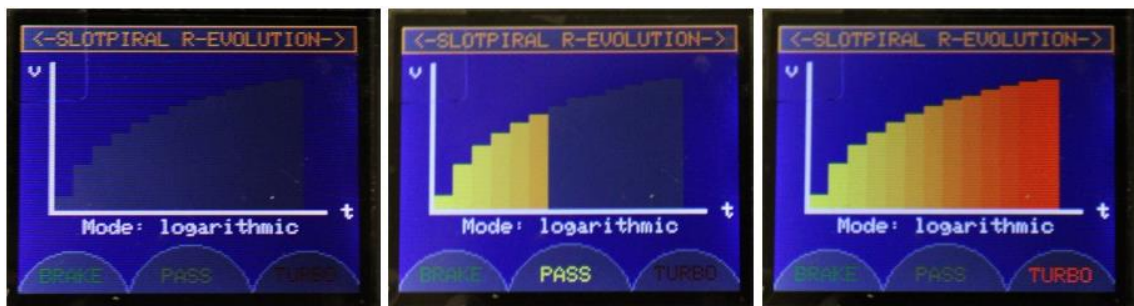 <-SLOTPIRAL R-EVOLUTION->
v
t
Mode: logarithmic
BRAKE PASS TURBO
<-SLOTPIRAL R-EVOLUTION->
v
t
Mode: logarithmic
BRAKE PASS TURBO
<-SLOTPIRAL R-EVOLUTION->
v
t
Mode: logarithmic
BRAKE PASS TURBO